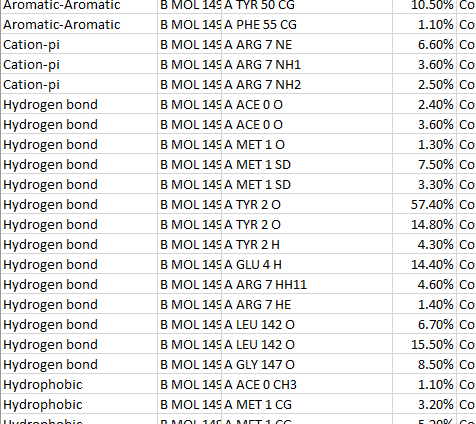 Aromatic-Aromatic B MOL 149 A TYR 50 CG 10.50% Co
Aromatic-Aromatic B MOL 149 A PHE 55 CG 1.10% Co
Cation-pi B MOL 149 A ARG 7 NE 6.60% Co
Cation-pi B MOL 149 A ARG 7 NH1 3.60% Co
Cation-pi B MOL 149 A ARG 7 NH2 2.50% Co
Hydrogen bond B MOL 149 A ACE 0 O 2.40% Co
Hydrogen bond B MOL 149 A ACE 0 O 3.60% Co
Hydrogen bond B MOL 149 A MET 1 O 1.30% Co
Hydrogen bond B MOL 149 A MET 1 SD 7.50% Co
Hydrogen bond B MOL 149 A MET 1 SD 3.30% Co
Hydrogen bond B MOL 149 A TYR 2 O 57.40% Co
Hydrogen bond B MOL 149 A TYR 2 O 14.80% Co
Hydrogen bond B MOL 149 A TYR 2 H 4.30% Co
Hydrogen bond B MOL 149 A GLU 4 H 14.40% Co
Hydrogen bond B MOL 149 A ARG 7 HH11 4.60% Co
Hydrogen bond B MOL 149 A ARG 7 HE 1.40% Co
Hydrogen bond B MOL 149 A LEU 142 O 6.70% Co
Hydrogen bond B MOL 149 A LEU 142 O 15.50% Co
Hydrogen bond B MOL 149 A GLY 147 O 8.50% Co
Hydrophobic B MOL 149 A ACE 0 CH3 1.10% Co
Hydrophobic B MOL 149 A MET 1 CG 3.20% Co